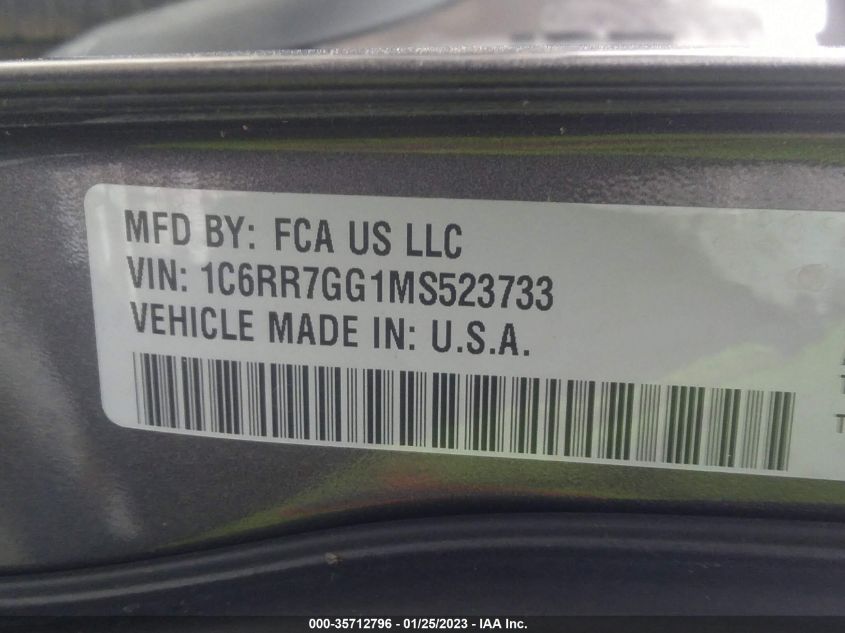 MFD BY: FCA US LLC
VIN: 1C6RR7GG1MS523733
VEHICLE MADE IN: U.S.A.
T
000-35712796 - 01/25/2023 - IAA Inc.